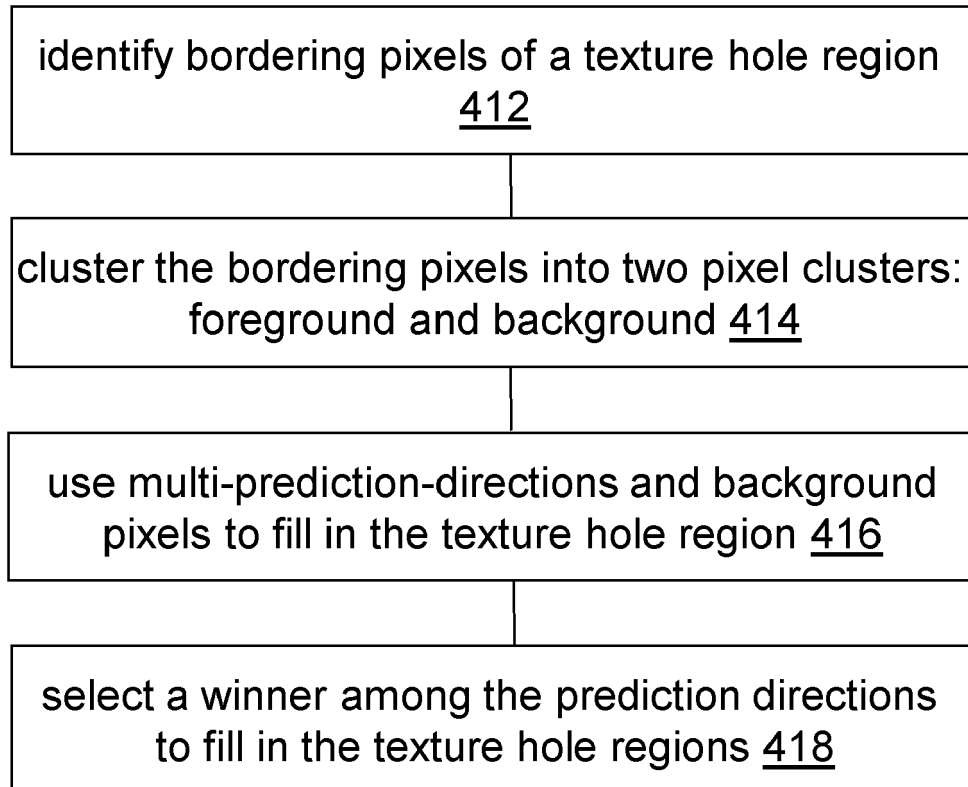 identify bordering pixels of a texture hole region
412
cluster the bordering pixels into two pixel clusters:
foreground and background 414
use multi-prediction-directions and background
pixels to fill in the texture hole region 416
select a winner among the prediction directions
to fill in the texture hole regions 418